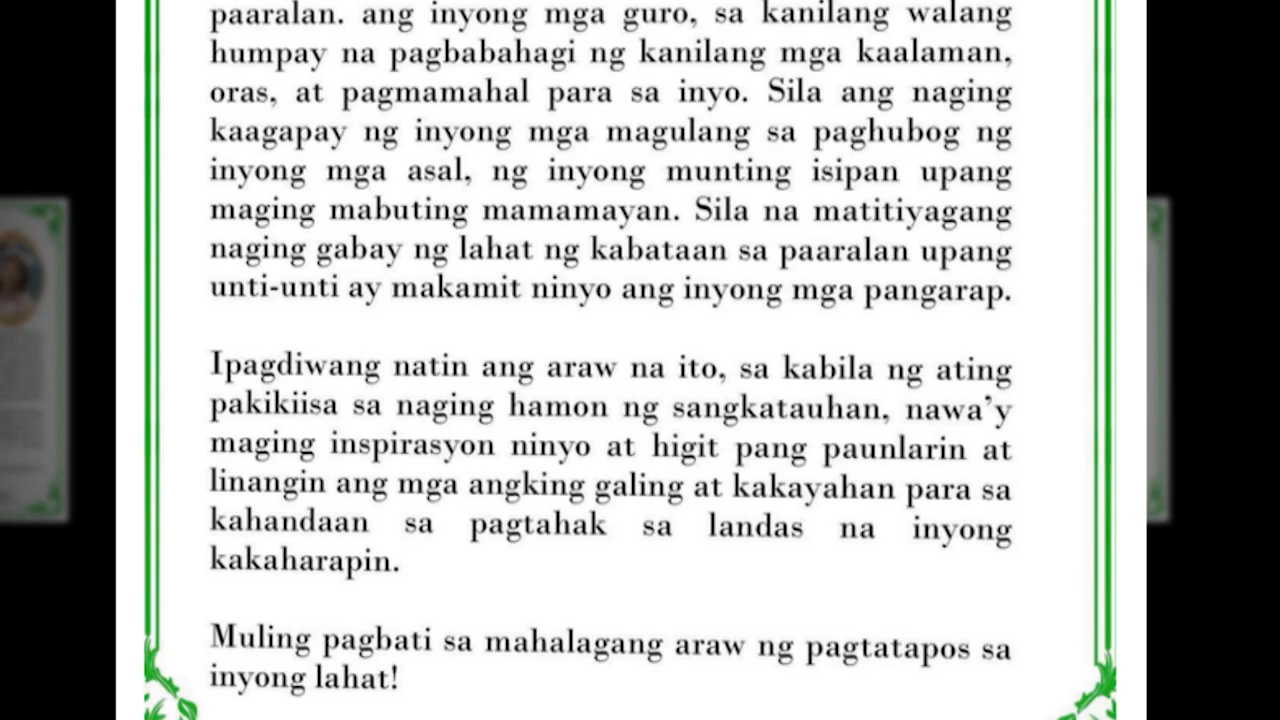 paaralan. ang inyong mga guro, sa kanilang walang
humpay na pagbabahagi ng kanilang mga kaalaman,
oras, at pagmamahal para sa inyo. Sila ang naging
kaagapay ng inyong mga magulang sa paghubog ng
inyong mga asal, ng inyong munting isipan upang
maging mabuting mamamayan. Sila na matitiyagang
naging gabay ng lahat ng kabataan sa paaralan upang
unti-unti ay makamit ninyo ang inyong mga pangarap.
Ipagdiwang natin ang araw na ito, sa kabila ng ating
pakikiisa sa naging hamon ng sangkatauhan, nawa’y
maging inspirasyon ninyo at higit pang paunlarin at
linangin ang mga angking galing at kakayahan para sa
kahandaan sa pagtahak sa landas na inyong
kakaharapin.
Muling pagbati sa mahalagang araw ng pagtatapos sa
inyong lahat!